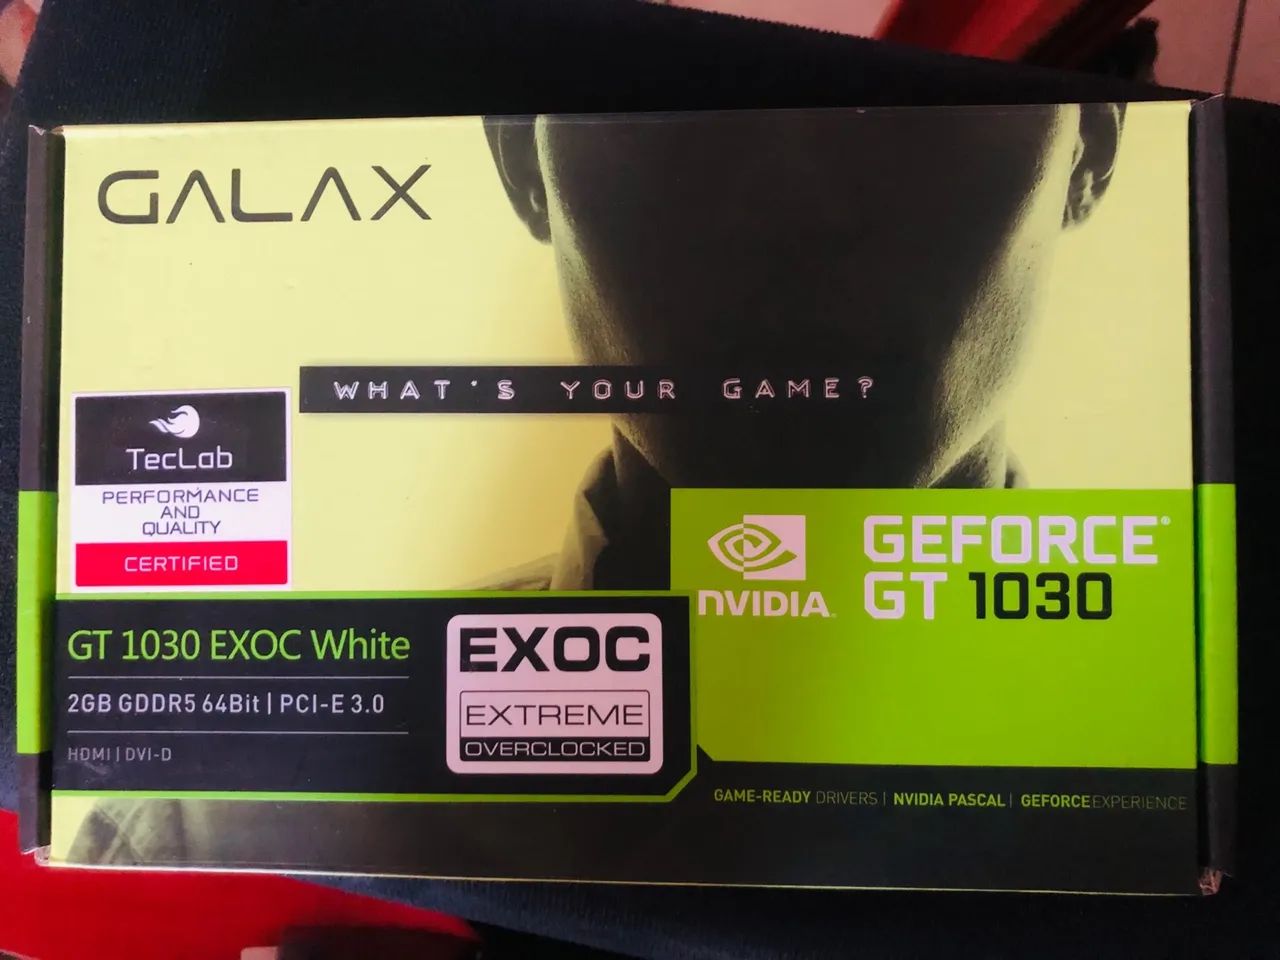 GALAX
WHAT'S YOUR GAME?
TecLab
PERFORMANCE
AND
QUALITY
CERTIFIED
NVIDIA.
GEFORCE®
GT 1030
GT 1030 EXOC White
2GB GDDR5 64Bit | PCI-E 3.0
HDMI | DVI-D
EXOC
EXTREME
OVERCLOCKED
GAME-READY DRIVERS | NVIDIA PASCAL | GEFORCE EXPERIENCE